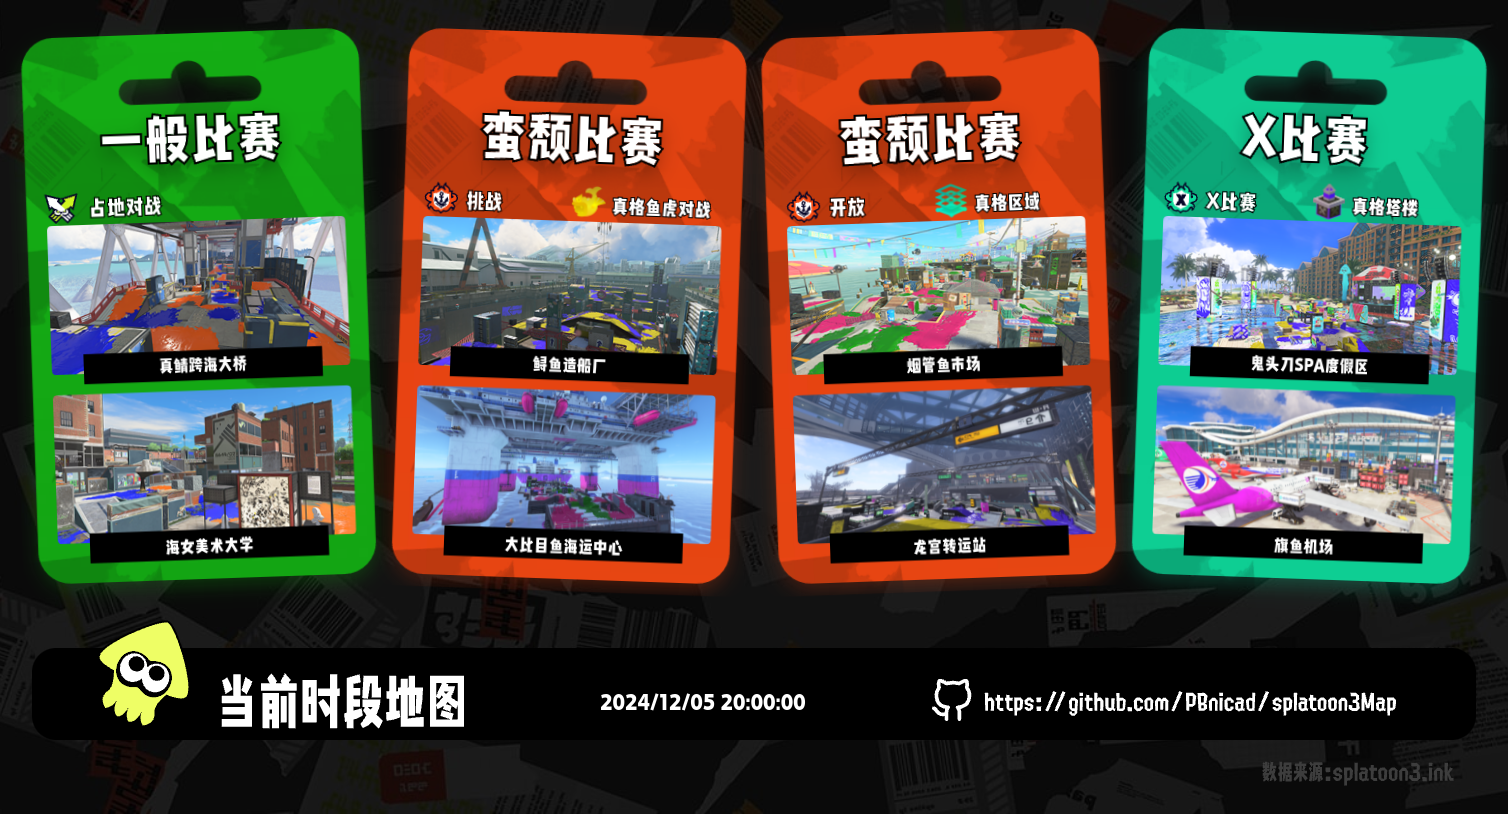 一般比赛
占地对战
真鲷跨海大桥
海女美术大学
蛮颓比赛
挑战
真格鱼虎对战
鲟鱼造船厂
大比目鱼海运中心
蛮颓比赛
开放
真格区域
烟管鱼市场
龙宫转运站
X比赛
X比赛
真格塔楼
鬼头刀SPA度假区
旗鱼机场
当前时段地图
2024/12/05 20:00:00
https://github.com/PBnicad/splatoon3Map
数据来源:splatoon3.ink